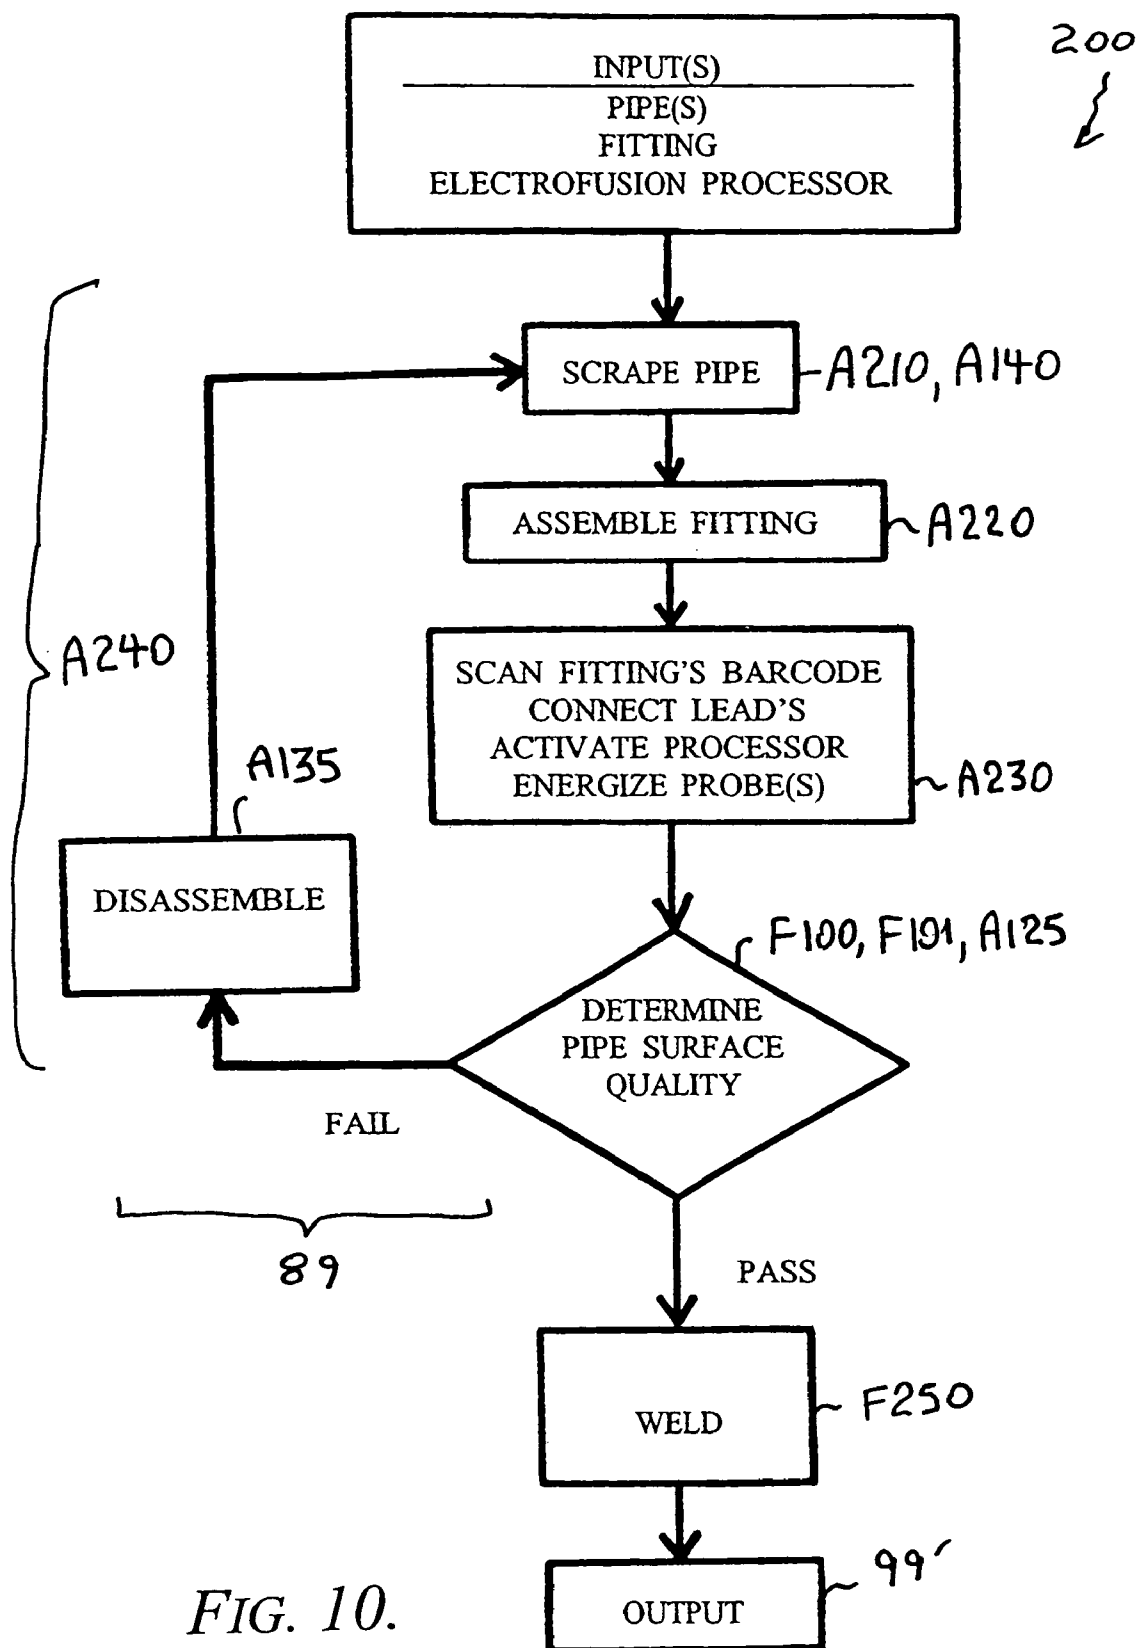 200
INPUT(S)
PIPE(S)
FITTING
ELECTROFUSION PROCESSOR
SCRAPE PIPE
A210, A140
ASSEMBLE FITTING
A220
A240
SCAN FITTING'S BARCODE
CONNECT LEAD'S
ACTIVATE PROCESSOR
ENERGIZE PROBE(S)
A230
A135
DISASSEMBLE
F100, F101, A125
DETERMINE
PIPE SURFACE
QUALITY
FAIL
89
PASS
WELD
F250
OUTPUT
99'
FIG. 10.